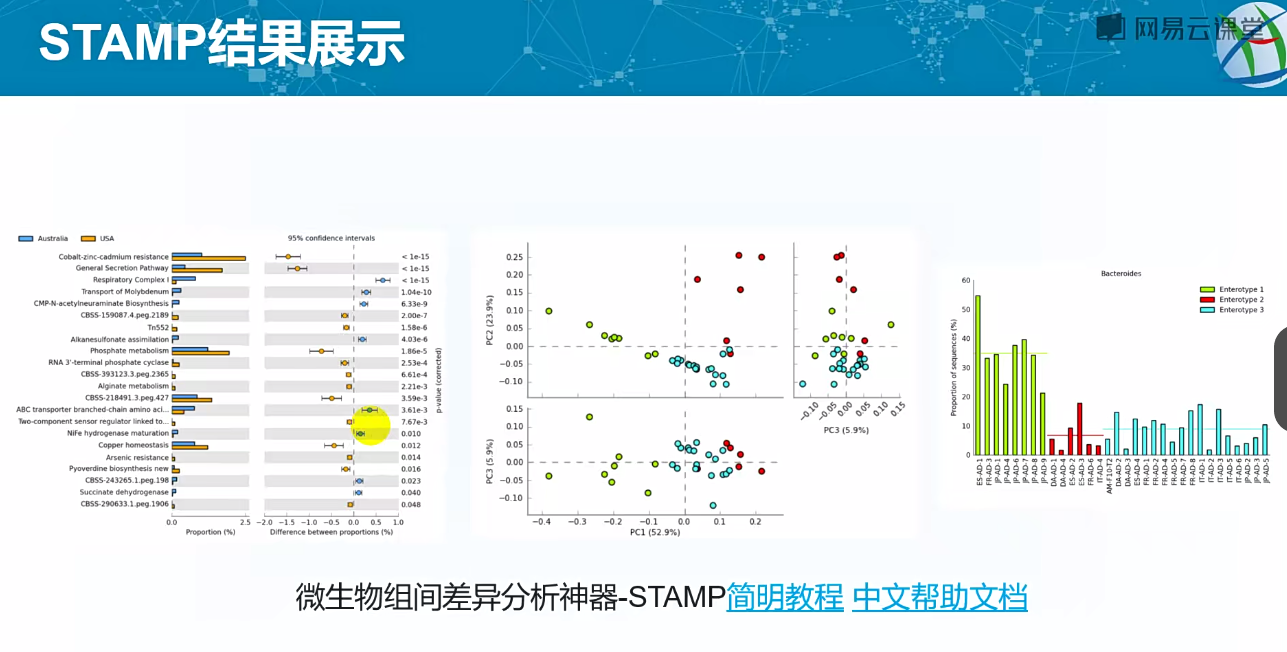 STAMP结果展示
网易云课堂
Australia USA
95% confidence intervals
Cobalt-zinc-cadmium resistance < 1e-15
General Secretion Pathway < 1e-15
Respiratory Complex I < 1e-15
Transport of Molybdenum 1.04e-10
CMP-N-acetylneuraminate Biosynthesis 6.33e-9
CBSS-159087.4.peg.2189 2.00e-7
Tn552 1.58e-6
Alkanesulfonate assimilation 4.03e-6
Phosphate metabolism 1.86e-5
RNA 3'-terminal phosphate cyclase 2.53e-4
CBSS-393123.3.peg.2365 6.61e-4
Alginate metabolism 2.21e-3
CBSS-218491.3.peg.427 3.59e-3
ABC transporter branched-chain amino aci... 3.61e-3
Two-component sensor regulator linked to... 7.67e-3
NiFe hydrogenase maturation 0.010
Copper homeostasis 0.012
Arsenic resistance 0.014
Pyoverdine biosynthesis new 0.016
CBSS-243265.1.peg.198 0.023
Succinate dehydrogenase 0.040
CBSS-290633.1.peg.1906 0.048
p-value (corrected)
0.0 2.5 −2.0 −1.5 −1.0 −0.5 0.0 0.5 1.0
Proportion (%) Difference between proportions (%)
PC2 (23.9%)
0.25
0.20
0.15
0.10
0.05
0.00
−0.05
−0.10
−0.10 −0.05 0.00 0.05 0.10 0.15
PC3 (5.9%)
PC3 (5.9%)
0.15
0.10
0.05
0.00
−0.05
−0.10
−0.4 −0.3 −0.2 −0.1 0.0 0.1 0.2
PC1 (52.9%)
Bacteroides
Enterotype 1
Enterotype 2
Enterotype 3
Proportion of sequences (%)
60
50
40
30
20
10
0
ES-AD-1 FR-AD-3 JP-AD-1 JP-AD-4 JP-AD-6 JP-AD-7 JP-AD-8 JP-AD-9 DA-AD-1 DA-AD-4 ES-AD-2 ES-AD-3 FR-AD-6 IT-AD-4 AM-F10-T2 DA-AD-2 DA-AD-3 ES-AD-4 FR-AD-1 FR-AD-2 FR-AD-4 FR-AD-5 FR-AD-7 FR-AD-8 IT-AD-1 IT-AD-2 IT-AD-3 IT-AD-5 IT-AD-6 JP-AD-2 JP-AD-3 JP-AD-5
微生物组间差异分析神器-STAMP简明教程 中文帮助文档